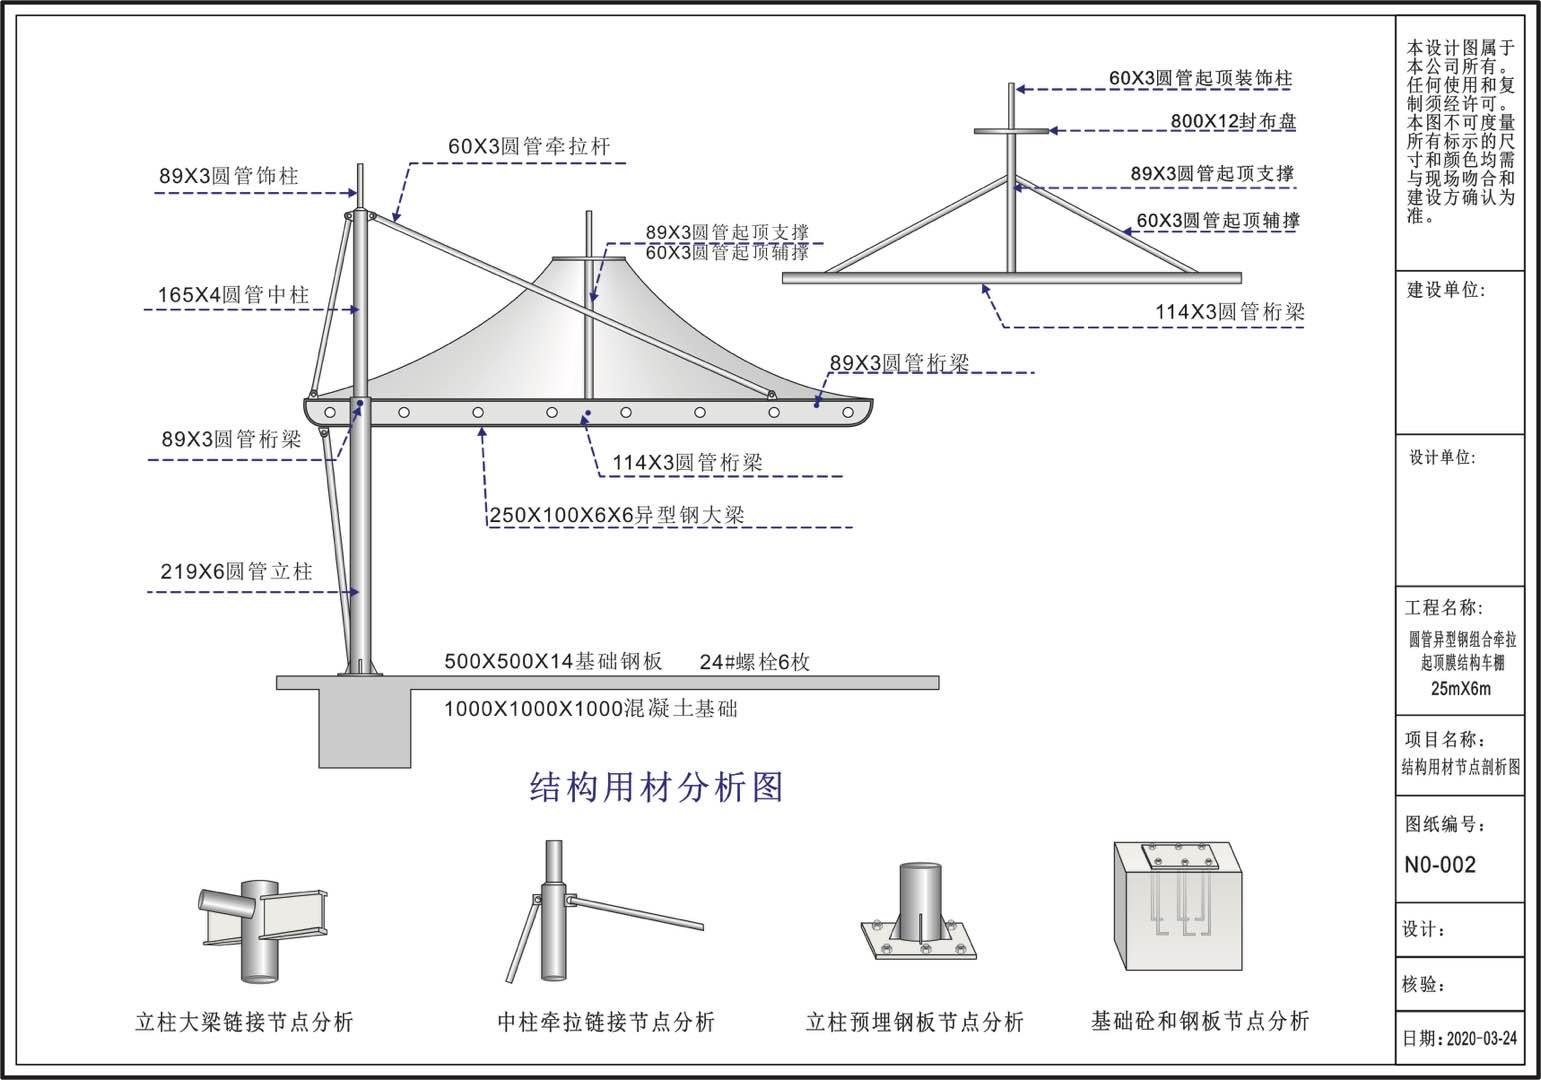 60X3圆管起顶装饰柱
800X12封布盘
89X3圆管起顶支撑
60X3圆管起顶辅撑
114X3圆管桁梁
60X3圆管牵拉杆
89X3圆管饰柱
89X3圆管起顶支撑
60X3圆管起顶辅撑
165X4圆管中柱
89X3圆管桁梁
89X3圆管桁梁
114X3圆管桁梁
250X100X6X6异型钢大梁
219X6圆管立柱
500X500X14基础钢板
24#螺栓6枚
1000X1000X1000混凝土基础
结构用材分析图
立柱大梁链接节点分析
中柱牵拉链接节点分析
立柱预埋钢板节点分析
基础砼和钢板节点分析
本设计图属于
本公司所有。
任何使用和复
制须经许可。
本图不可度量
所有标示的尺
寸和颜色均需
与现场吻合和
建设方确认为
准。
建设单位:
设计单位:
工程名称:
圆管异型钢组合牵拉
起顶膜结构车棚
25mX6m
项目名称:
结构用材节点剖析图
图纸编号:
N0-002
设计:
核验:
日期:2020-03-24